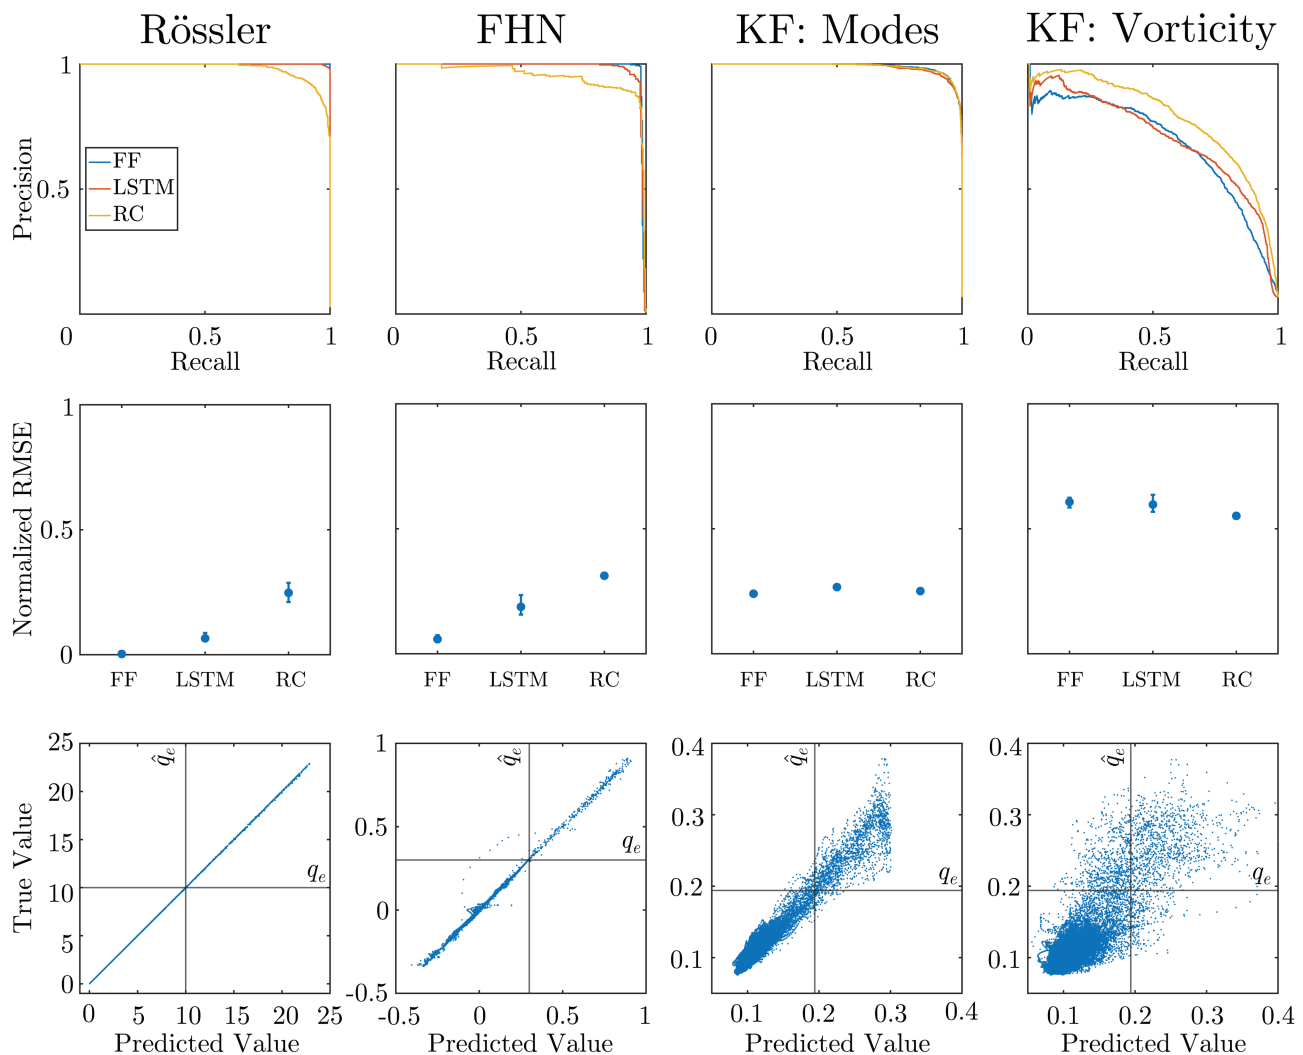 Rössler
FHN
KF: Modes
KF: Vorticity
Precision
1
0.5
0
FF
LSTM
RC
0.5
1
Recall
0
0.5
1
Recall
0
0.5
1
Recall
0
0.5
1
Recall
Normalized RMSE
1
0.5
0
FF
LSTM
RC
FF
LSTM
RC
FF
LSTM
RC
FF
LSTM
RC
True Value
25
20
15
10
5
0
q̂e
qe
0
5
10
15
20
25
Predicted Value
1
0.5
0
-0.5
q̂e
qe
-0.5
0
0.5
1
Predicted Value
0.4
0.3
0.2
0.1
q̂e
qe
0.1
0.2
0.3
0.4
Predicted Value
0.4
0.3
0.2
0.1
q̂e
qe
0.1
0.2
0.3
0.4
Predicted Value